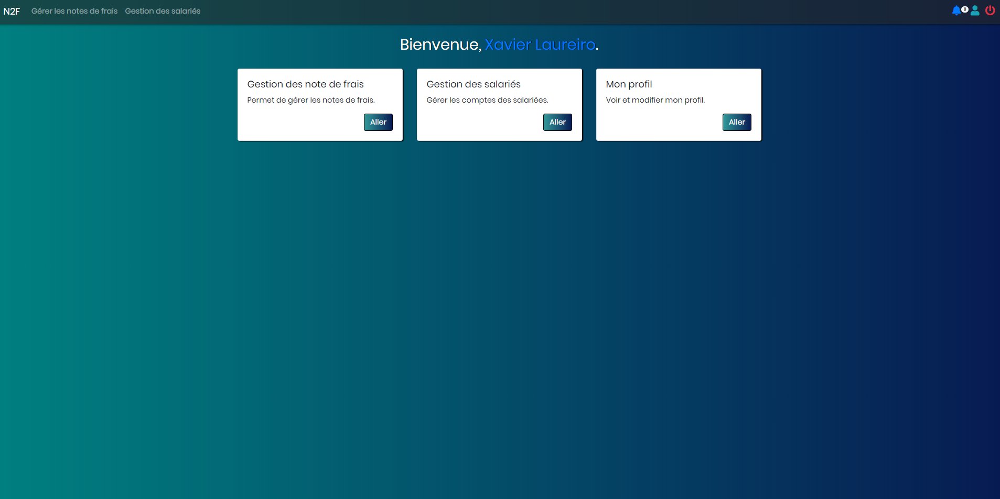 N2F Gérer les notes de frais Gestion des salariés 0
Bienvenue, Xavier Laureiro.
Gestion des note de frais
Permet de gérer les notes de frais.
Aller
Gestion des salariés
Gérer les comptes des salariées.
Aller
Mon profil
Voir et modifier mon profil.
Aller